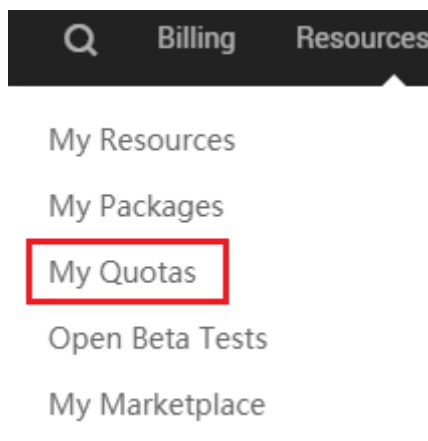 Billing Resources
My Resources
My Packages
My Quotas
Open Beta Tests
My Marketplace